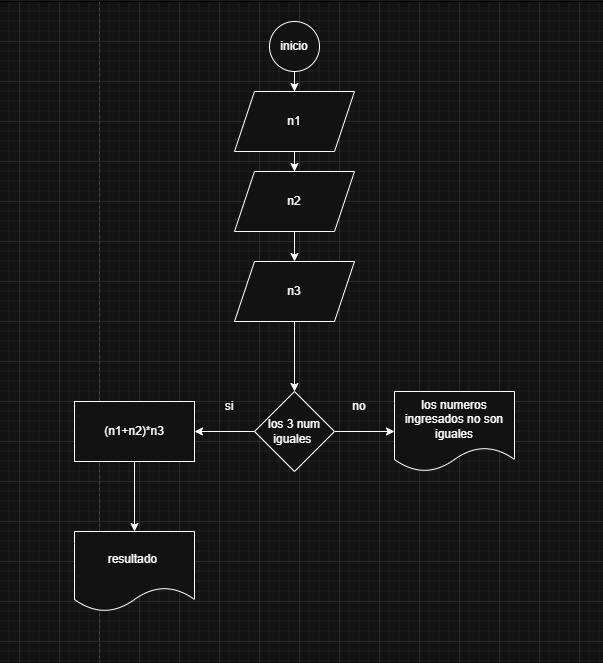 inicio
n1
n2
n3
si
no
los 3 num
iguales
(n1+n2)*n3
los numeros
ingresados no son
iguales
resultado